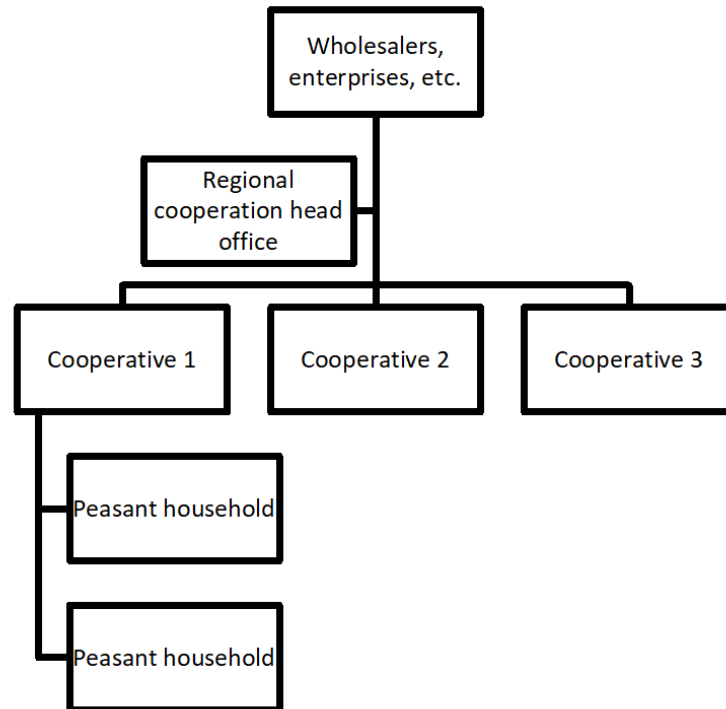 Wholesalers,
enterprises, etc.
Regional
cooperation head
office
Cooperative 1
Cooperative 2
Cooperative 3
Peasant household
Peasant household